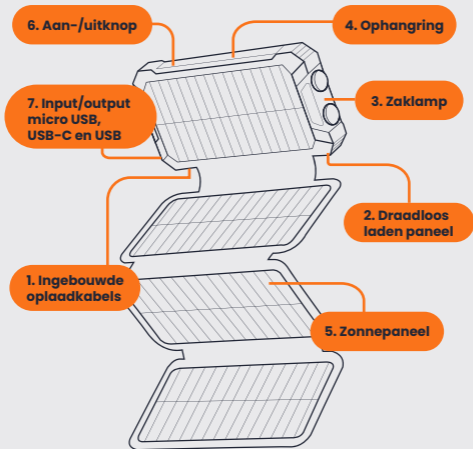 6. Aan-/uitknop
4. Ophangring
7. Input/output
micro USB,
USB-C en USB
3. Zaklamp
2. Draadloos
laden paneel
1. Ingebouwde
oplaadkabels
5. Zonnepaneel